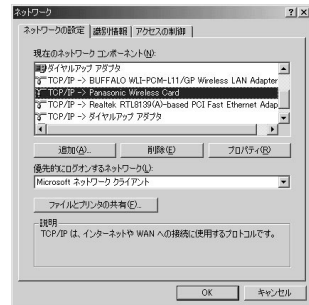 ネットワーク
ネットワークの設定 識別情報 アクセスの制御
現在のネットワーク コンポーネント(N):
ダイヤルアップ アダプタ
TCP/IP -> BUFFALO WLI-PCM-L11/GP Wireless LAN Adapter
TCP/IP -> Panasonic Wireless Card
TCP/IP -> Realtek RTL8139(A)-based PCI Fast Ethernet Adap
TCP/IP -> ダイヤルアップ アダプタ
追加(A)... 削除(E) プロパティ(R)
優先的にログオンするネットワーク(L):
Microsoft ネットワーク クライアント
ファイルとプリンタの共有(F)...
説明
TCP/IP は、インターネットや WAN への接続に使用するプロトコルです。
OK キャンセル